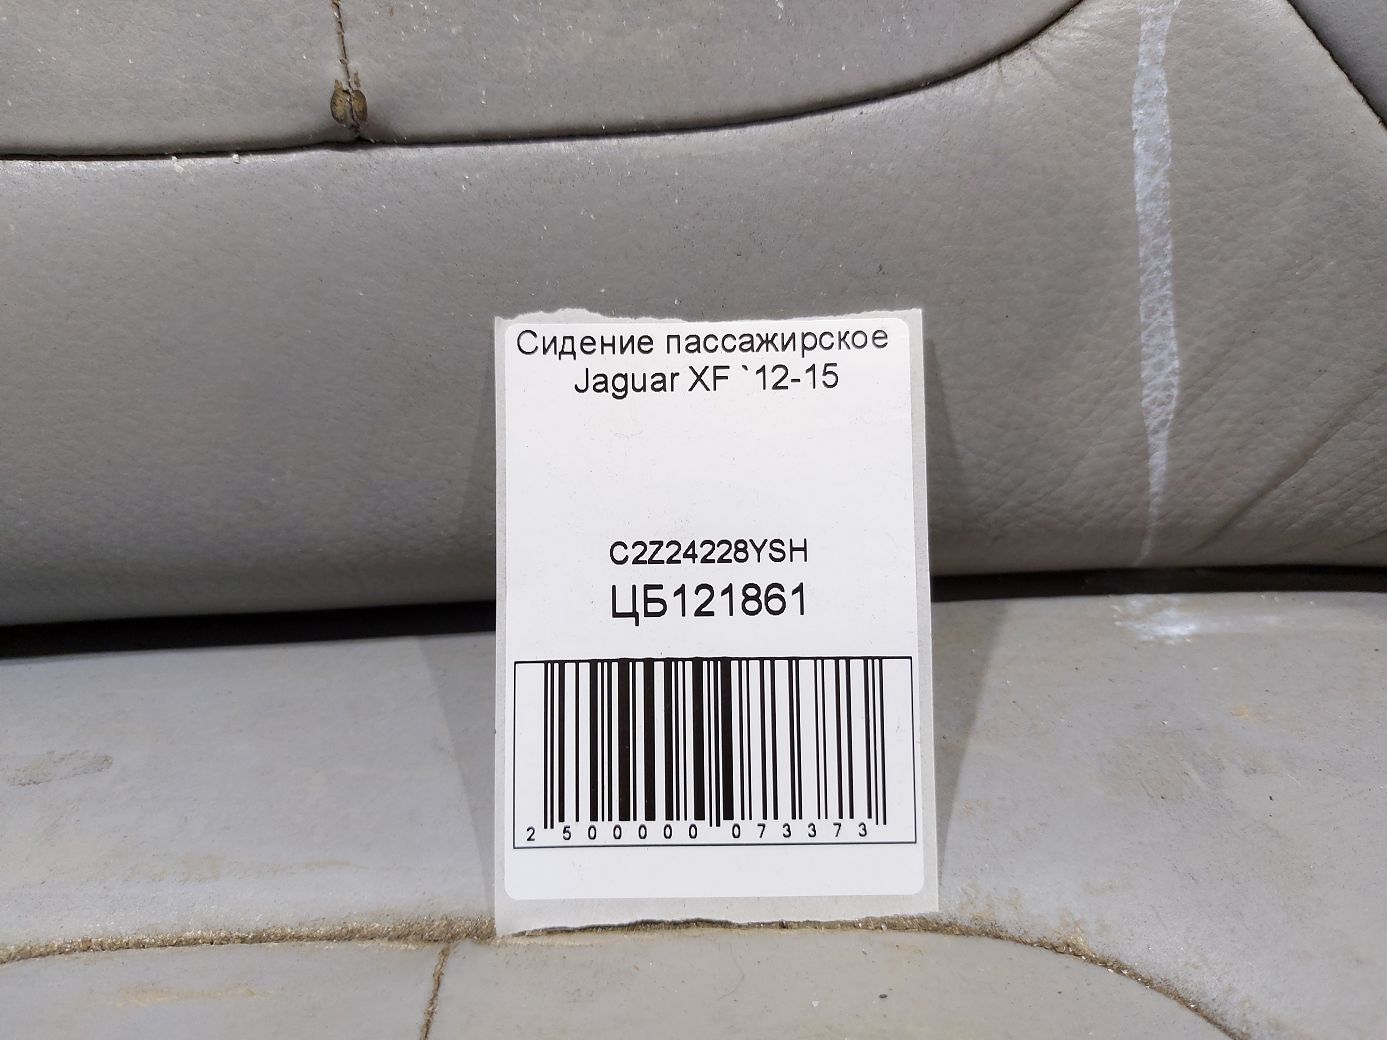 Сидение пассажирское
Jaguar XF `12-15
C2Z24228YSH
ЦБ121861
2 500000 073373